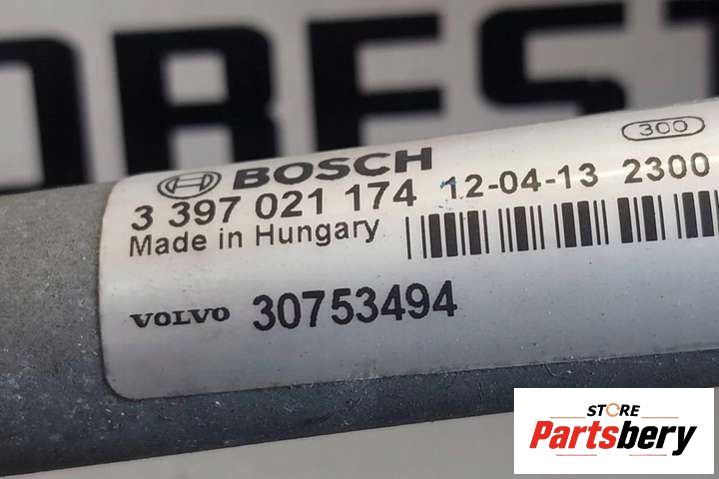 300
BOSCH
3 397 021 174 12-04-13 2300
Made in Hungary
VOLVO 30753494
STORE
Partsbery